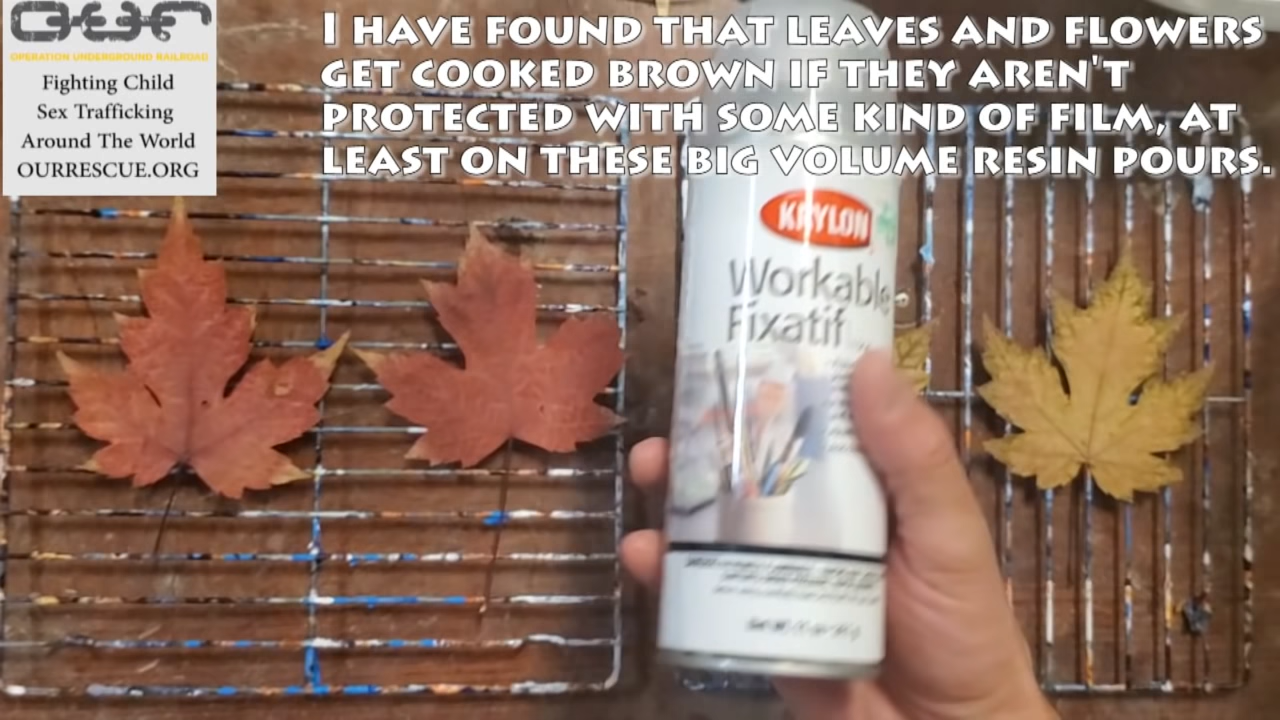 OUR
OPERATION UNDERGROUND RAILROAD
Fighting Child
Sex Trafficking
Around The World
OURRESCUE.ORG
I HAVE FOUND THAT LEAVES AND FLOWERS
GET COOKED BROWN IF THEY AREN'T
PROTECTED WITH SOME KIND OF FILM, AT
LEAST ON THESE BIG VOLUME RESIN POURS.
KRYLON
Workable
Fixatif